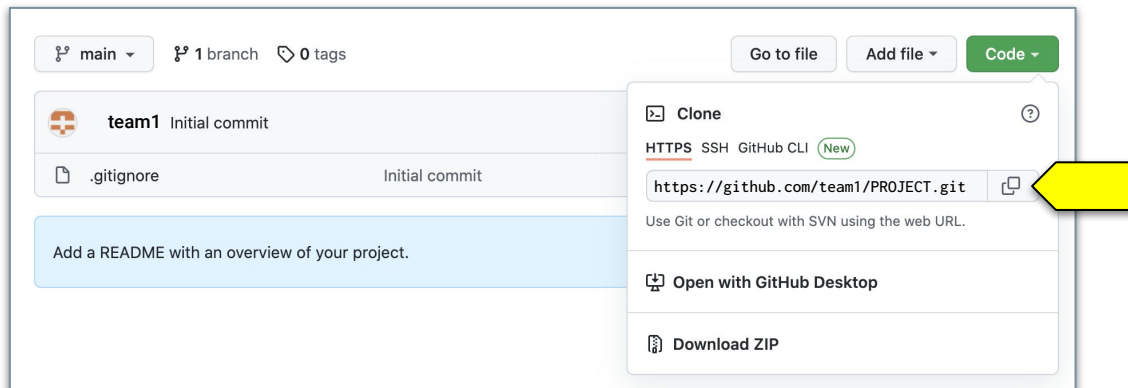 main 1 branch 0 tags Go to file Add file Code
team1 Initial commit
.gitignore Initial commit
Add a README with an overview of your project.
Clone
HTTPS SSH GitHub CLI New
https://github.com/team1/PROJECT.git
Use Git or checkout with SVN using the web URL.
Open with GitHub Desktop
Download ZIP